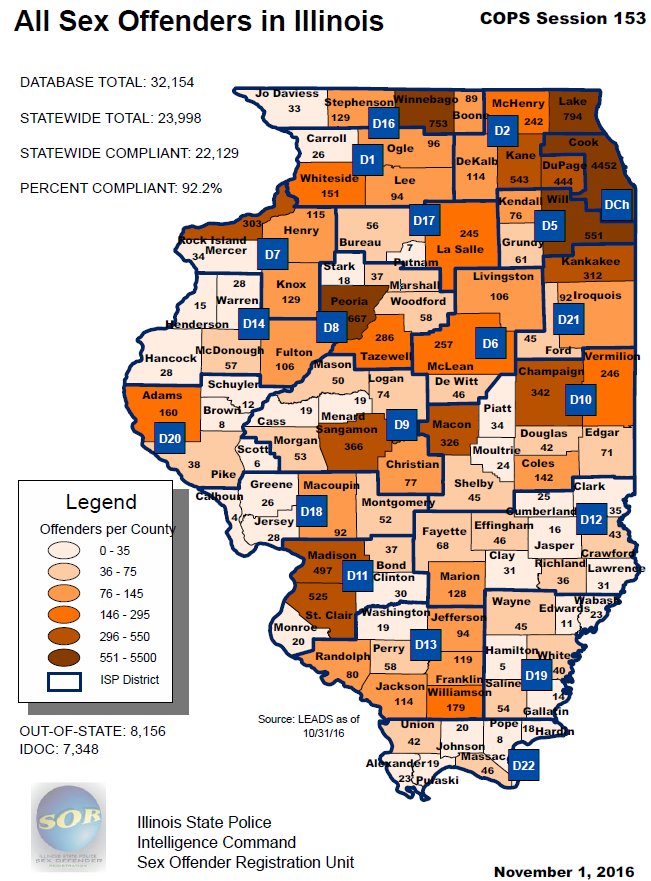 All Sex Offenders in Illinois
COPS Session 153
DATABASE TOTAL: 32,154
STATEWIDE TOTAL: 23,998
STATEWIDE COMPLIANT: 22,129
PERCENT COMPLIANT: 92.2%
Jo Daviess
33
Stephenson
129
Winnebago
753
89
Boone
McHenry
242
Lake
794
D16
D2
Carroll
26
D1
Ogle
96
DeKalb
114
Kane
543
Cook
4452
DuPage
444
Whiteside
151
Lee
94
Kendall
76
Will
551
DCh
D5
303
Rock Island
34
Mercer
115
Henry
D7
56
Bureau
D17
245
La Salle
7
Putnam
Grundy
61
Kankakee
312
Stark
18
37
Marshall
Livingston
106
92
Iroquois
D21
28
Warren
15
Henderson
Knox
129
Peoria
667
Woodford
58
D14
D8
286
Tazewell
257
McLean
D6
45
Ford
Vermilion
246
Hancock
28
McDonough
57
Fulton
106
Mason
50
Logan
74
De Witt
46
Champaign
342
D10
Adams
160
Schuyler
12
Brown
8
Cass
19
19
Menard
Piatt
34
D20
Scott
6
Morgan
53
Sangamon
366
D9
Macon
326
Moultrie
24
Douglas
42
Edgar
71
38
Pike
Christian
77
Shelby
45
Coles
142
Calhoun
4
Greene
26
Macoupin
92
D18
Jersey
28
Montgomery
52
Clark
35
25
Cumberland
D12
Fayette
68
Effingham
46
16
Jasper
43
Crawford
Madison
497
37
Bond
D11
Clinton
30
Marion
128
Clay
31
Richland
36
Lawrence
31
525
St. Clair
Washington
19
Jefferson
94
Wayne
45
Edwards
11
Wabash
23
Monroe
20
Randolph
80
Perry
58
D13
119
Franklin
Hamilton
5
White
40
D19
Jackson
114
Williamson
179
Saline
54
14
Gallatin
Union
42
20
Johnson
Pope
8
18
Hardin
Alexander
23
19
Pulaski
Massac
46
D22
Legend
Offenders per County
0 - 35
36 - 75
76 - 145
146 - 295
296 - 550
551 - 5500
ISP District
OUT-OF-STATE: 8,156
IDOC: 7,348
Source: LEADS as of
10/31/16
SOR
ILLINOIS STATE POLICE
SEX OFFENDER
REGISTRATION
Illinois State Police
Intelligence Command
Sex Offender Registration Unit
November 1, 2016